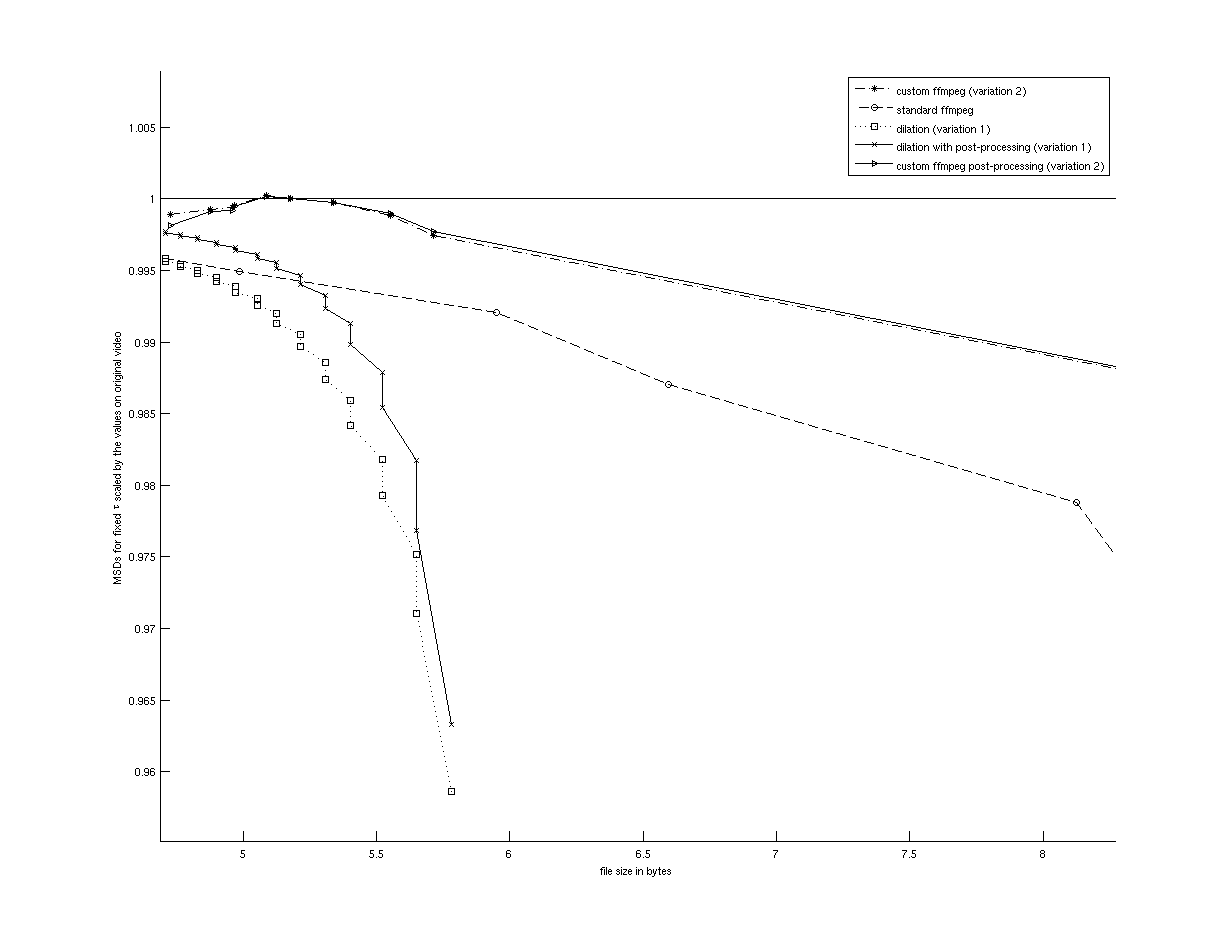 custom ffmpeg (variation 2)
standard ffmpeg
dilation (variation 1)
dilation with post-processing (variation 1)
custom ffmpeg post-processing (variation 2)
1.005
1
0.995
0.99
0.985
0.98
0.975
0.97
0.965
0.96
MSDs for fixed τ scaled by the values on original video
5
5.5
6
6.5
7
7.5
8
file size in bytes